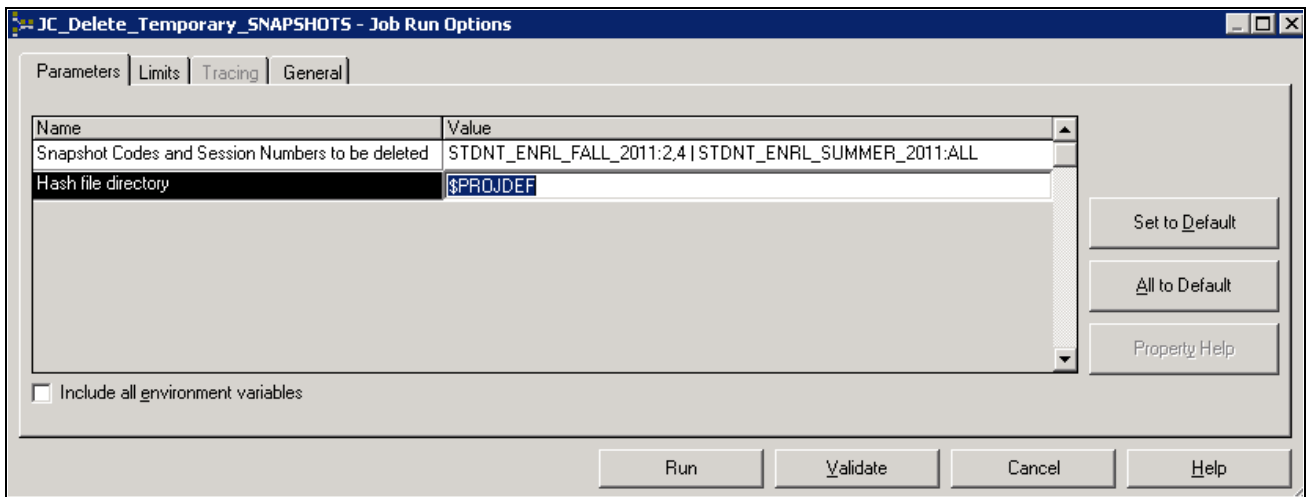 JC_Delete_Temporary_SNAPSHOTS - Job Run Options
Parameters Limits Tracing General
Name Value
Snapshot Codes and Session Numbers to be deleted STDNT_ENRL_FALL_2011:2,4|STDNT_ENRL_SUMMER_2011:ALL
Hash file directory $PROJDEF
Set to Default
All to Default
Property Help
Include all environment variables
Run Validate Cancel Help